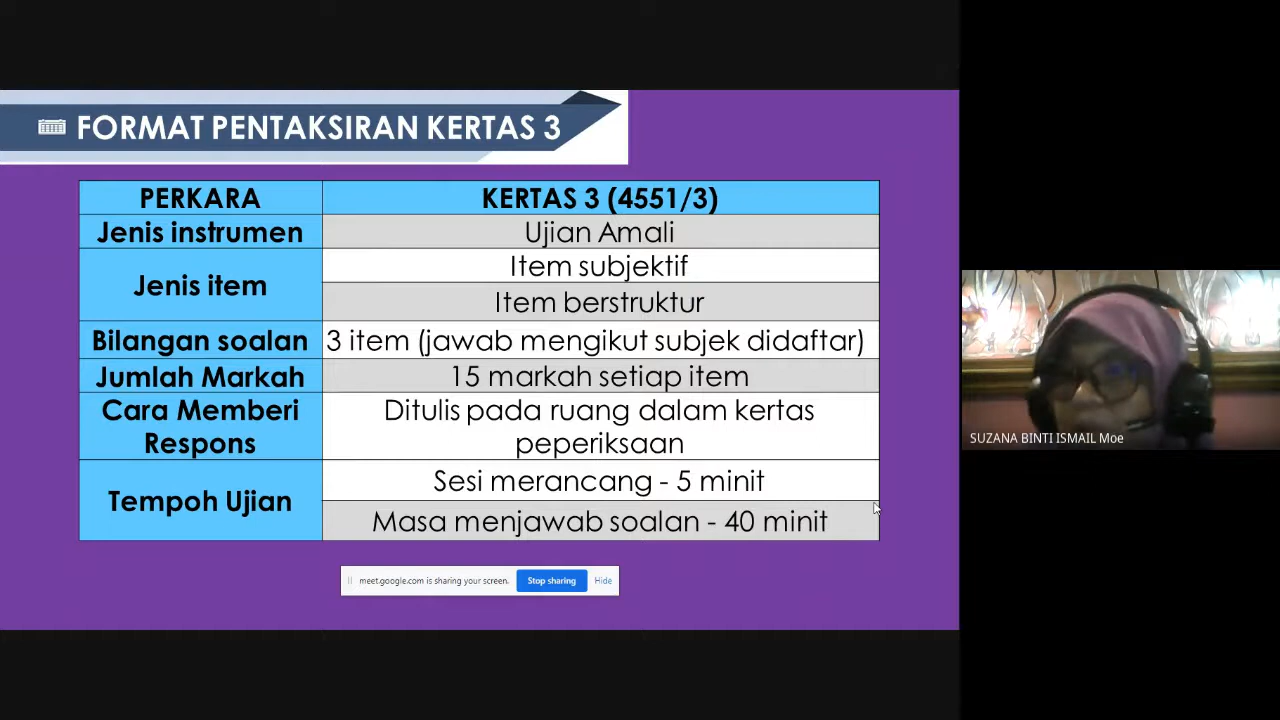 FORMAT PENTAKSIRAN KERTAS 3
PERKARA
KERTAS 3 (4551/3)
Jenis instrumen
Ujian Amali
Jenis item
Item subjektif
Item berstruktur
Bilangan soalan
3 item (jawab mengikut subjek didaftar)
Jumlah Markah
15 markah setiap item
Cara Memberi
Respons
Ditulis pada ruang dalam kertas
peperiksaan
Tempoh Ujian
Sesi merancang - 5 minit
Masa menjawab soalan - 40 minit
meet.google.com is sharing your screen.
Stop sharing
Hide
SUZANA BINTI ISMAIL Moe